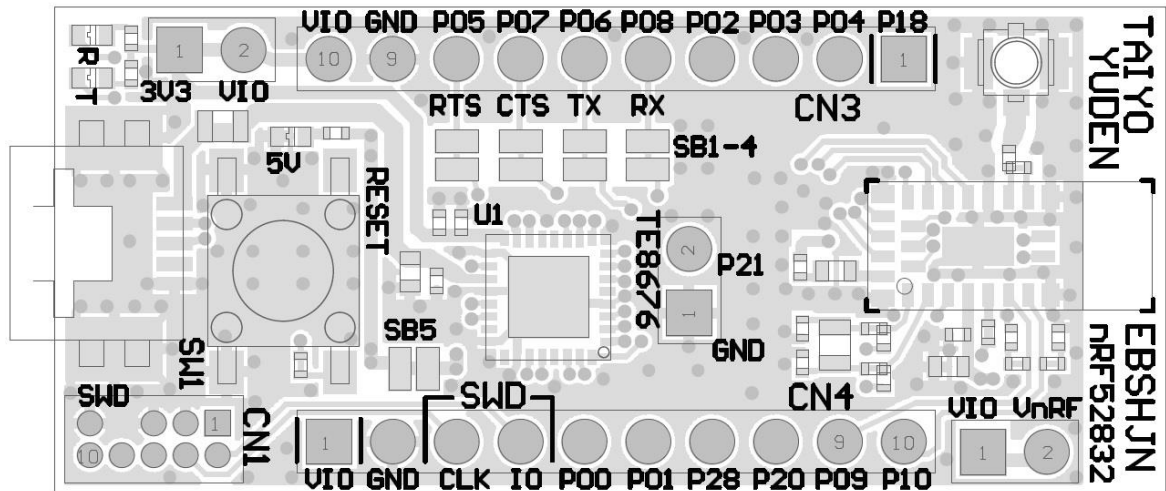 VIO GND P05 P07 P06 P08 P02 P03 P04 P18
1 2 10 9 1
R T
3V3 VIO
RTS CTS TX RX CN3
TAIYO
YUDEN
5V
SB1-4
RESET
U1
TE8676
2
P21
1
GND
SW1
SB5
EBSHJN
nRF52832
SWD
1
10
CN1
SWD
CN4
VIO VnRF
1 9 10 1 2
VIO GND CLK IO P00 P01 P28 P20 P09 P10